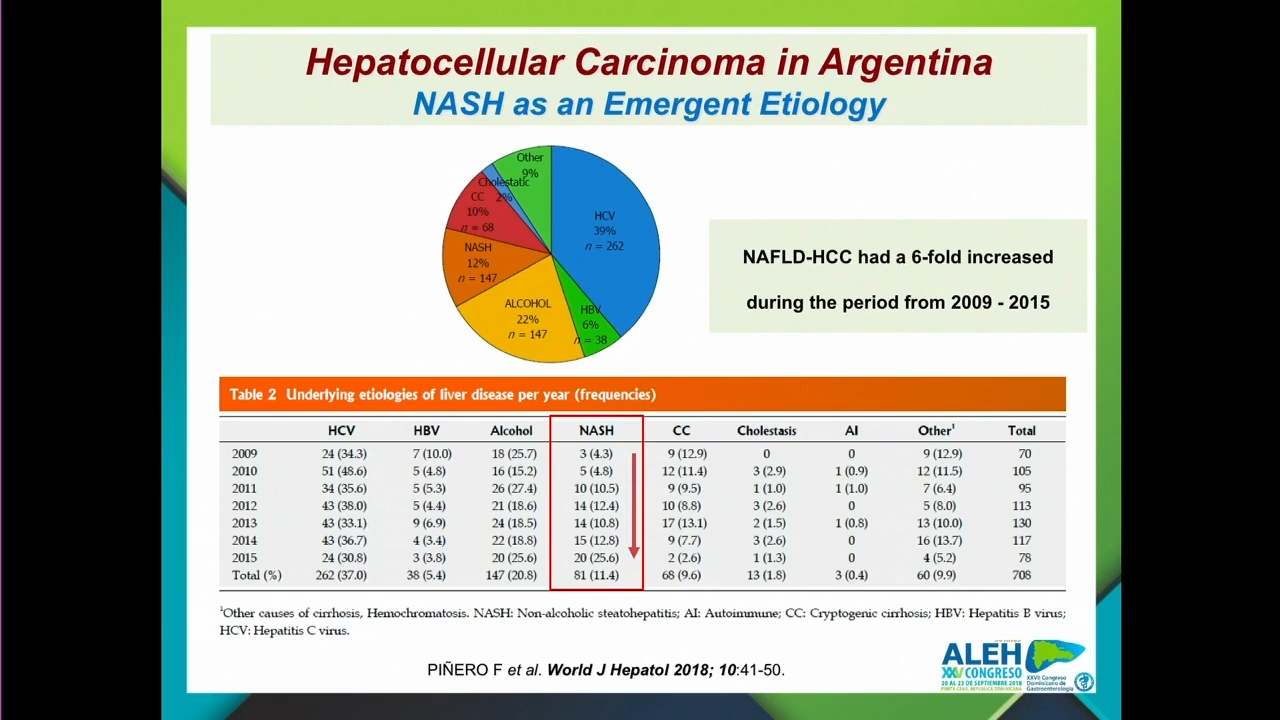 Hepatocellular Carcinoma in Argentina
NASH as an Emergent Etiology
Other
9%
Cholestatic
2%
CC
10%
n = 68
NASH
12%
n = 147
ALCOHOL
22%
n = 147
HBV
6%
n = 38
HCV
39%
n = 262
NAFLD-HCC had a 6-fold increased
during the period from 2009 - 2015
Table 2 Underlying etiologies of liver disease per year (frequencies)
HCV HBV Alcohol NASH CC Cholestasis AI Other¹ Total
2009 24 (34.3) 7 (10.0) 18 (25.7) 3 (4.3) 9 (12.9) 0 0 9 (12.9) 70
2010 51 (48.6) 5 (4.8) 16 (15.2) 5 (4.8) 12 (11.4) 3 (2.9) 1 (0.9) 12 (11.5) 105
2011 34 (35.6) 5 (5.3) 26 (27.4) 10 (10.5) 9 (9.5) 1 (1.0) 1 (1.0) 7 (6.4) 95
2012 43 (38.0) 5 (4.4) 21 (18.6) 14 (12.4) 10 (8.8) 3 (2.6) 0 5 (8.0) 113
2013 43 (33.1) 9 (6.9) 24 (18.5) 14 (10.8) 17 (13.1) 2 (1.5) 1 (0.8) 13 (10.0) 130
2014 43 (36.7) 4 (3.4) 22 (18.8) 15 (12.8) 9 (7.7) 3 (2.6) 0 16 (13.7) 117
2015 24 (30.8) 3 (3.8) 20 (25.6) 20 (25.6) 2 (2.6) 1 (1.3) 0 4 (5.2) 78
Total (%) 262 (37.0) 38 (5.4) 147 (20.8) 81 (11.4) 68 (9.6) 13 (1.8) 3 (0.4) 60 (9.9) 708
¹Other causes of cirrhosis, Hemochromatosis. NASH: Non-alcoholic steatohepatitis; AI: Autoimmune; CC: Cryptogenic cirrhosis; HBV: Hepatitis B virus;
HCV: Hepatitis C virus.
PIÑERO F et al. World J Hepatol 2018; 10:41-50.
ALEH
XXV CONGRESO
20 AL 23 DE SEPTIEMBRE 2018
PUNTA CANA, REPUBLICA DOMINICANA
XXVII Congreso
Dominicano de
Gastroenterología